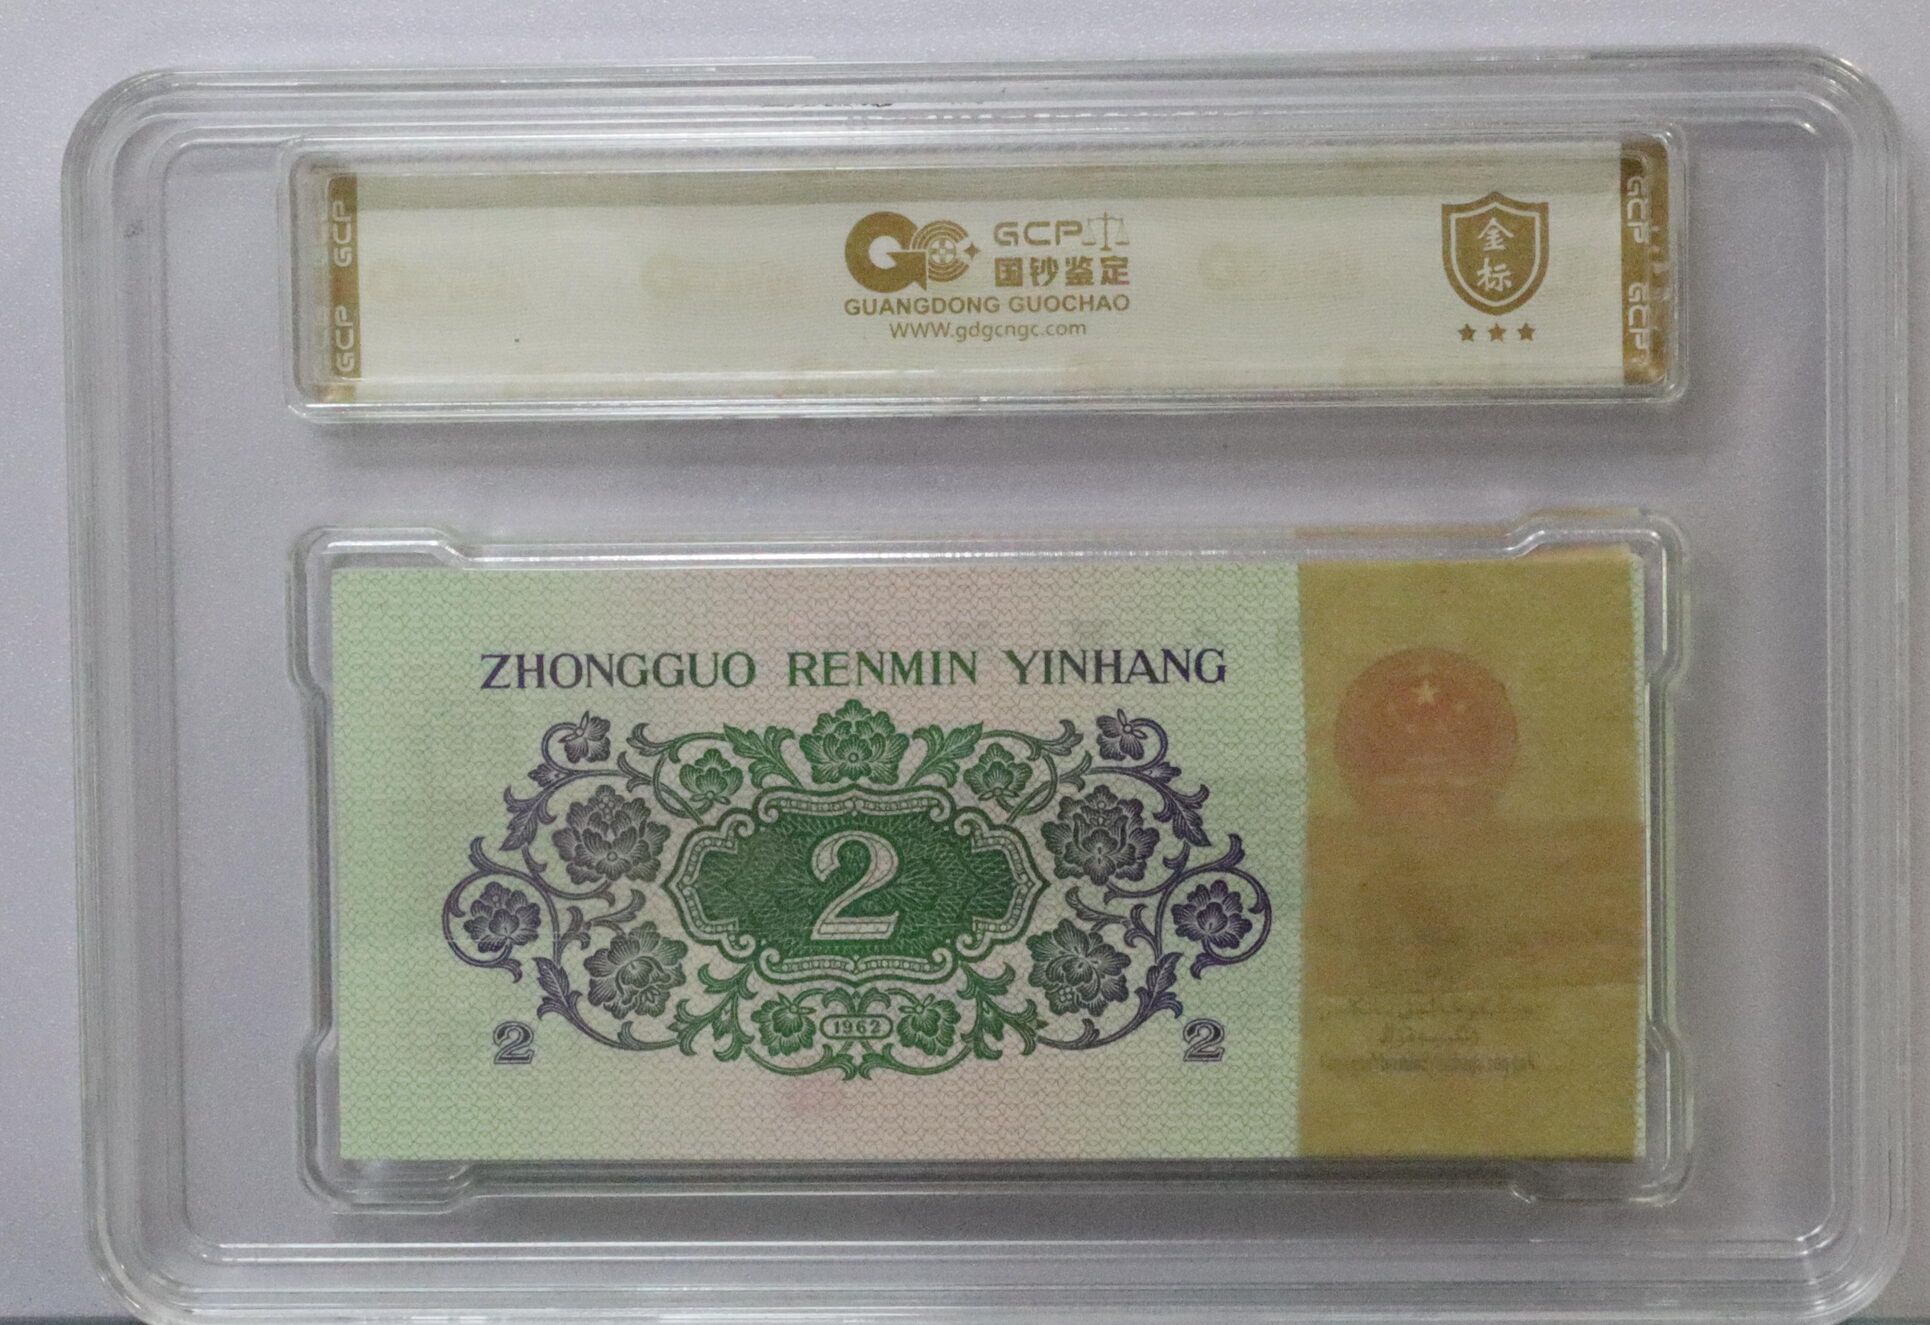 GCP
GCP
GCP
国钞鉴定
GUANGDONG GUOCHAO
WWW.gdgcngc.com
金标
GCP
GCP
ZHONGGUO RENMIN YINHANG
2
1962
2
2